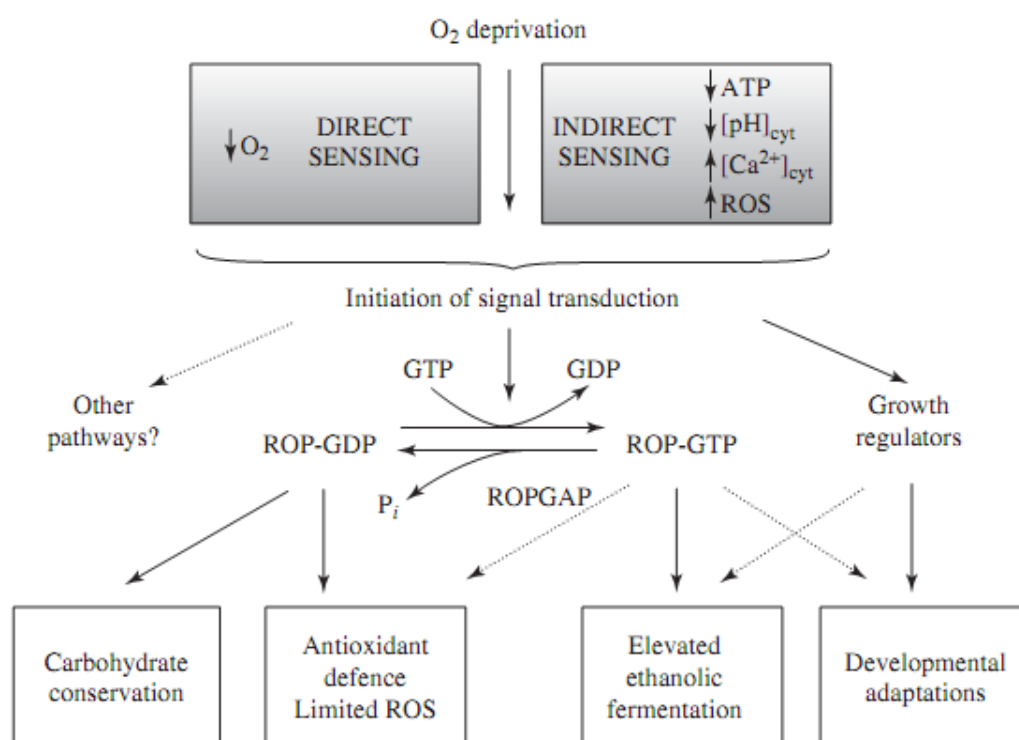 O₂ deprivation
↓O₂
DIRECT
SENSING
INDIRECT
SENSING
↓ATP
↓[pH]cyt
↑[Ca²⁺]cyt
↑ROS
Initiation of signal transduction
Other
pathways?
GTP
GDP
Growth
regulators
ROP-GDP
ROP-GTP
Pi
ROPGAP
Carbohydrate
conservation
Antioxidant
defence
Limited ROS
Elevated
ethanolic
fermentation
Developmental
adaptations